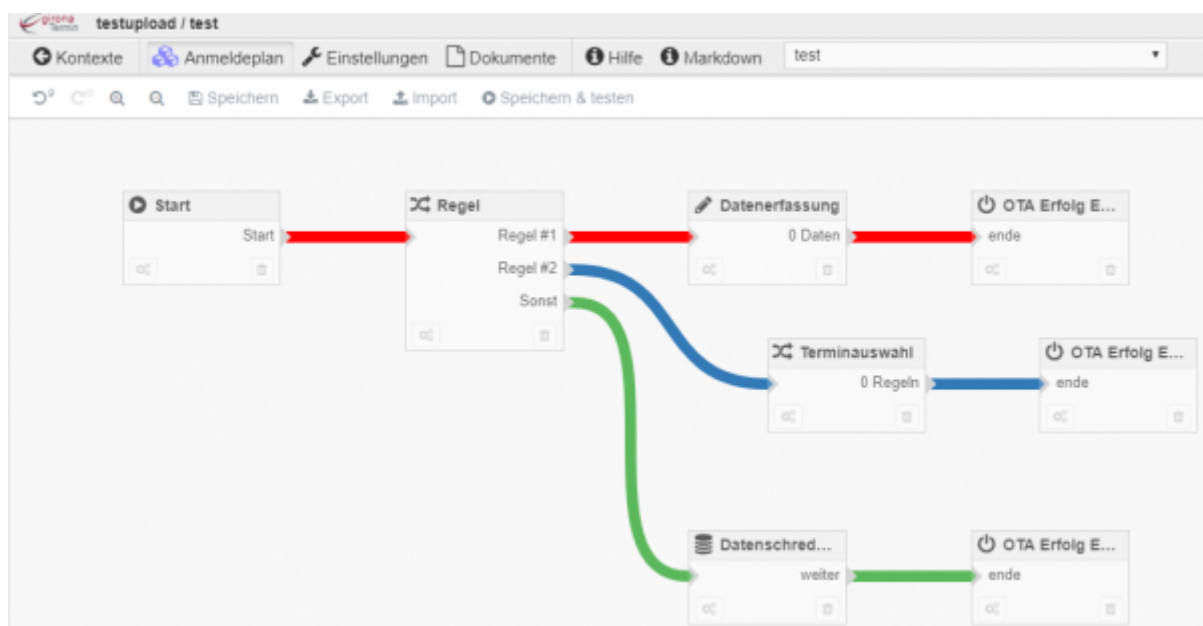 girona
Termin
testupload / test
Kontexte Anmeldeplan Einstellungen Dokumente Hilfe Markdown test
Speichern Export Import Speichern & testen
Start
Start
Regel
Regel #1
Regel #2
Sonst
Datenerfassung
0 Daten
OTA Erfolg E...
ende
Terminauswahl
0 Regeln
OTA Erfolg E...
ende
Datenschred...
weiter
OTA Erfolg E...
ende